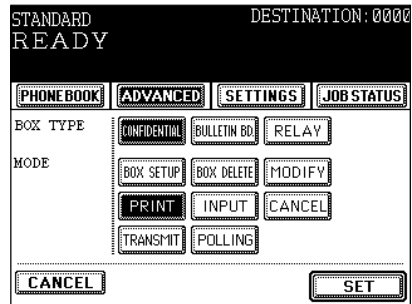 STANDARD DESTINATION:0000
READY
PHONE BOOK ADVANCED SETTINGS JOB STATUS
BOX TYPE CONFIDENTIAL BULLETIN BD. RELAY
MODE BOX SETUP BOX DELETE MODIFY
PRINT INPUT CANCEL
TRANSMIT POLLING
CANCEL SET